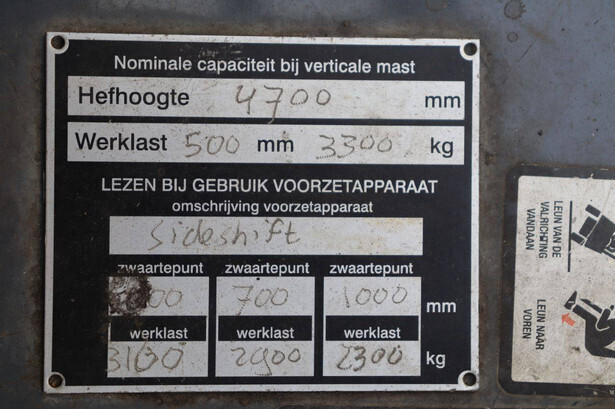 Nominale capaciteit bij verticale mast
Hefhoogte 4700 mm
Werklast 500 mm 3300 kg
LEZEN BIJ GEBRUIK VOORZETAPPARAAT
omschrijving voorzetapparaat
sideshift
zwaartepunt zwaartepunt zwaartepunt
700 1000 mm
werklast werklast werklast
3100 2900 2300 kg
LEUN VAN DE
VALRICHTING
VANDAAN
LEUN NAAR
VOREN